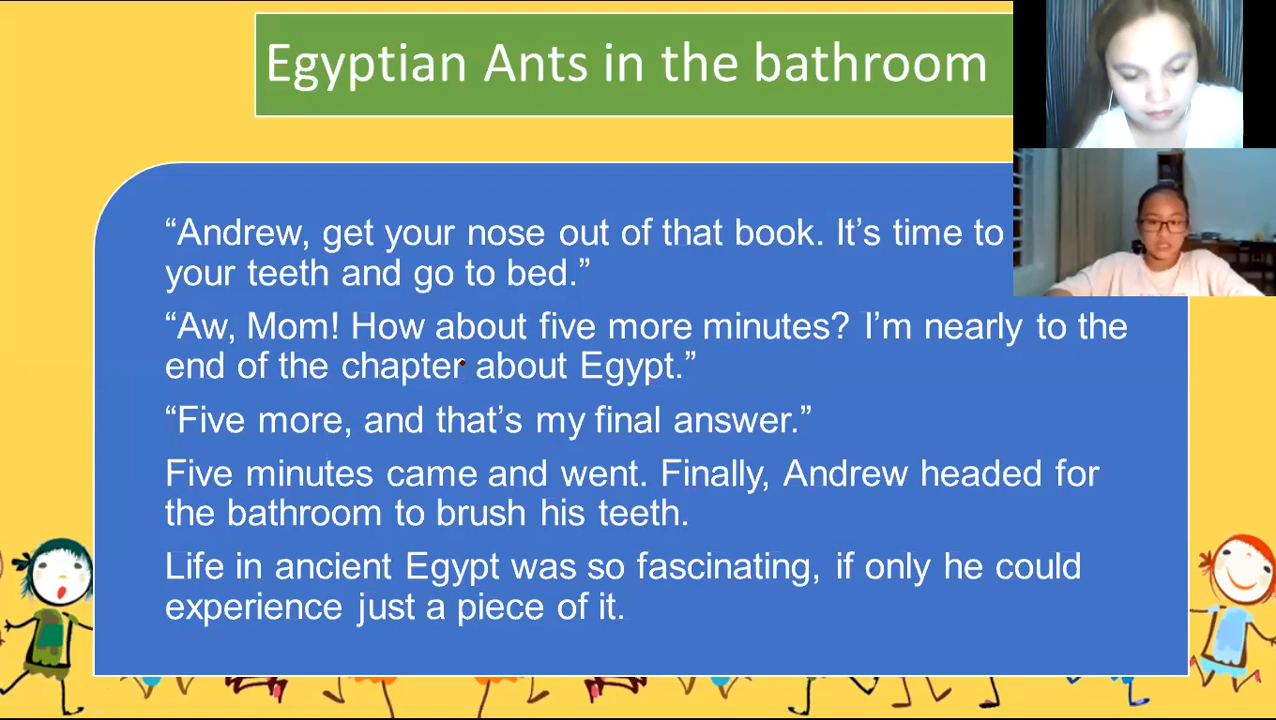 Egyptian Ants in the bathroom
“Andrew, get your nose out of that book. It’s time to
your teeth and go to bed.”
“Aw, Mom! How about five more minutes? I’m nearly to the
end of the chapter about Egypt.”
“Five more, and that’s my final answer.”
Five minutes came and went. Finally, Andrew headed for
the bathroom to brush his teeth.
Life in ancient Egypt was so fascinating, if only he could
experience just a piece of it.